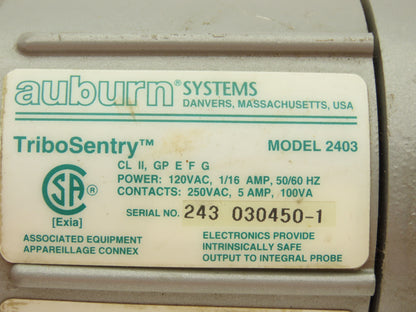 auburn® SYSTEMS
DANVERS, MASSACHUSETTS, USA
TriboSentry™ MODEL 2403
CL II, GP E F G
POWER: 120VAC, 1/16 AMP, 50/60 HZ
CONTACTS: 250VAC, 5 AMP, 100VA
SA ®
[Exia]
SERIAL NO. 243 030450-1
ASSOCIATED EQUIPMENT
APPAREILLAGE CONNEX
ELECTRONICS PROVIDE
INTRINSICALLY SAFE
OUTPUT TO INTEGRAL PROBE